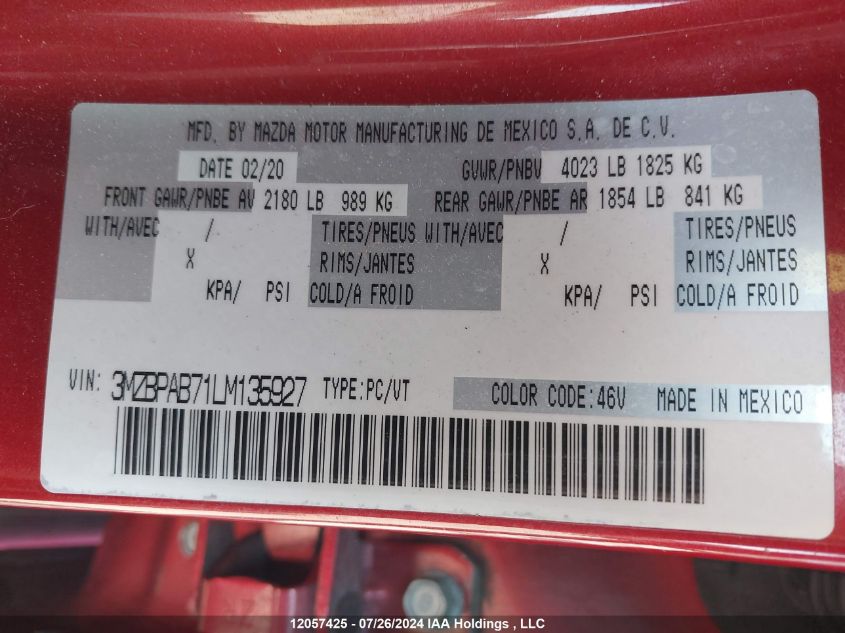 MFD. BY MAZDA MOTOR MANUFACTURING DE MEXICO S.A. DE C.V.
DATE 02/20 GVWR/PNBV 4023 LB 1825 KG
FRONT GAWR/PNBE AV 2180 LB 989 KG REAR GAWR/PNBE AR 1854 LB 841 KG
WITH/AVEC / TIRES/PNEUS WITH/AVEC / TIRES/PNEUS
X RIMS/JANTES X RIMS/JANTES
KPA/ PSI COLD/A FROID KPA/ PSI COLD/A FROID
VIN: 3MZBPAB71LM135927 TYPE:PC/VT COLOR CODE:46V MADE IN MEXICO
12057425 - 07/26/2024 IAA Holdings , LLC